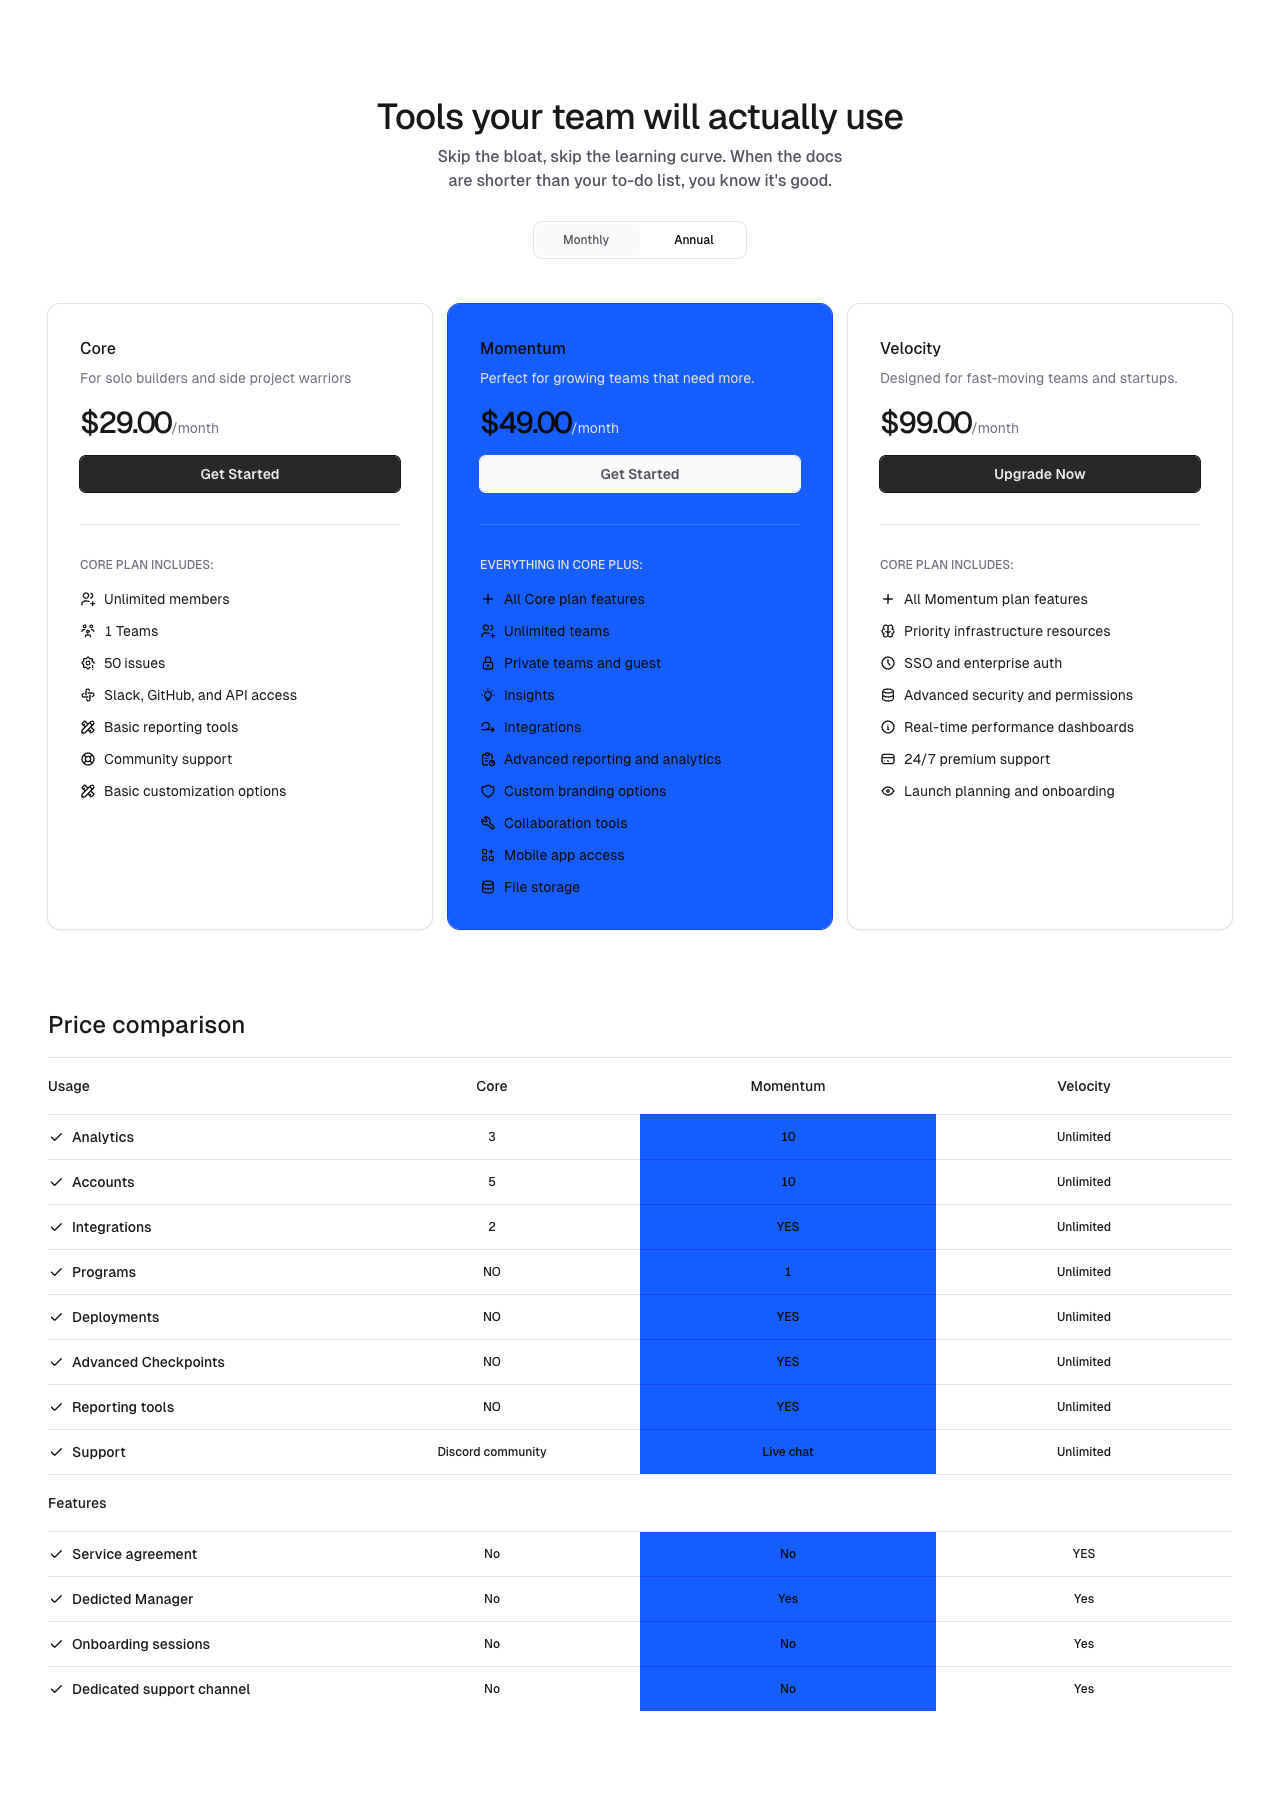 Tools your team will actually use
Skip the bloat, skip the learning curve. When the docs
are shorter than your to-do list, you know it's good.
Monthly
Annual
Core
For solo builders and side project warriors
$29.00/month
Get Started
CORE PLAN INCLUDES:
Unlimited members
1 Teams
50 issues
Slack, GitHub, and API access
Basic reporting tools
Community support
Basic customization options
Momentum
Perfect for growing teams that need more.
$49.00/month
Get Started
EVERYTHING IN CORE PLUS:
All Core plan features
Unlimited teams
Private teams and guest
Insights
Integrations
Advanced reporting and analytics
Custom branding options
Collaboration tools
Mobile app access
File storage
Velocity
Designed for fast-moving teams and startups.
$99.00/month
Upgrade Now
CORE PLAN INCLUDES:
All Momentum plan features
Priority infrastructure resources
SSO and enterprise auth
Advanced security and permissions
Real-time performance dashboards
24/7 premium support
Launch planning and onboarding
Price comparison
Usage Core Momentum Velocity
Analytics 3 10 Unlimited
Accounts 5 10 Unlimited
Integrations 2 YES Unlimited
Programs NO 1 Unlimited
Deployments NO YES Unlimited
Advanced Checkpoints NO YES Unlimited
Reporting tools NO YES Unlimited
Support Discord community Live chat Unlimited
Features
Service agreement No No YES
Dedicted Manager No Yes Yes
Onboarding sessions No No Yes
Dedicated support channel No No Yes